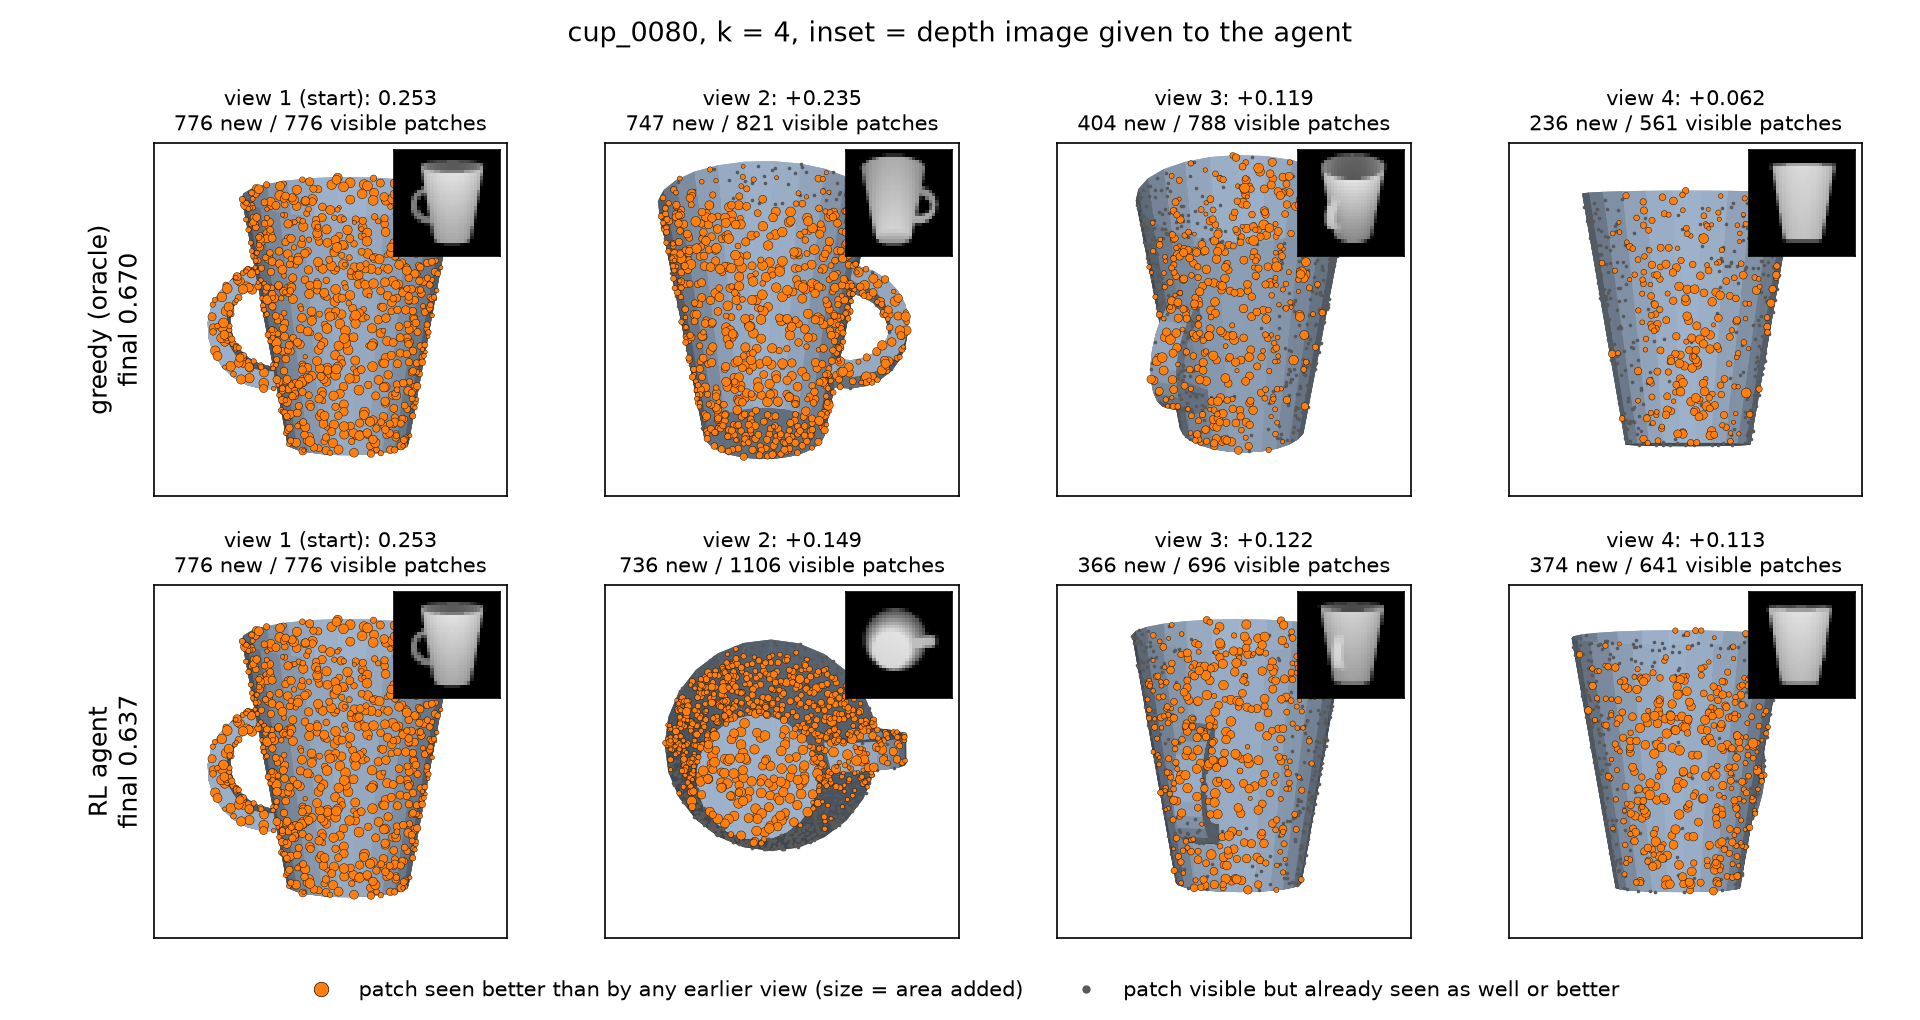 cup_0080, k = 4, inset = depth image given to the agent
view 1 (start): 0.253
776 new / 776 visible patches
view 2: +0.235
747 new / 821 visible patches
view 3: +0.119
404 new / 788 visible patches
view 4: +0.062
236 new / 561 visible patches
greedy (oracle)
final 0.670
view 1 (start): 0.253
776 new / 776 visible patches
view 2: +0.149
736 new / 1106 visible patches
view 3: +0.122
366 new / 696 visible patches
view 4: +0.113
374 new / 641 visible patches
RL agent
final 0.637
patch seen better than by any earlier view (size = area added)
patch visible but already seen as well or better